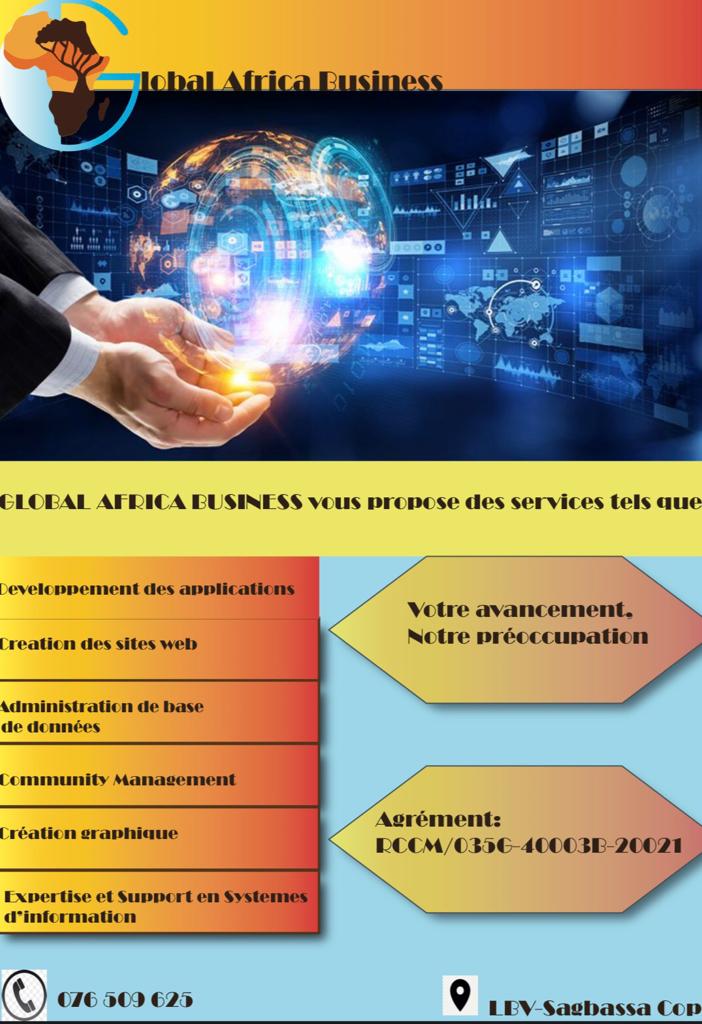 Global Africa Business
GLOBAL AFRICA BUSINESS vous propose des services tels que
Developpement des applications
Creation des sites web
Administration de base
de données
Community Management
Création graphique
Expertise et Support en Systemes
d'information
Votre avancement,
Notre préoccupation
Agrément:
RCCM/035G-40003B-20021
076 509 625
LBV-Sagbassa Cop